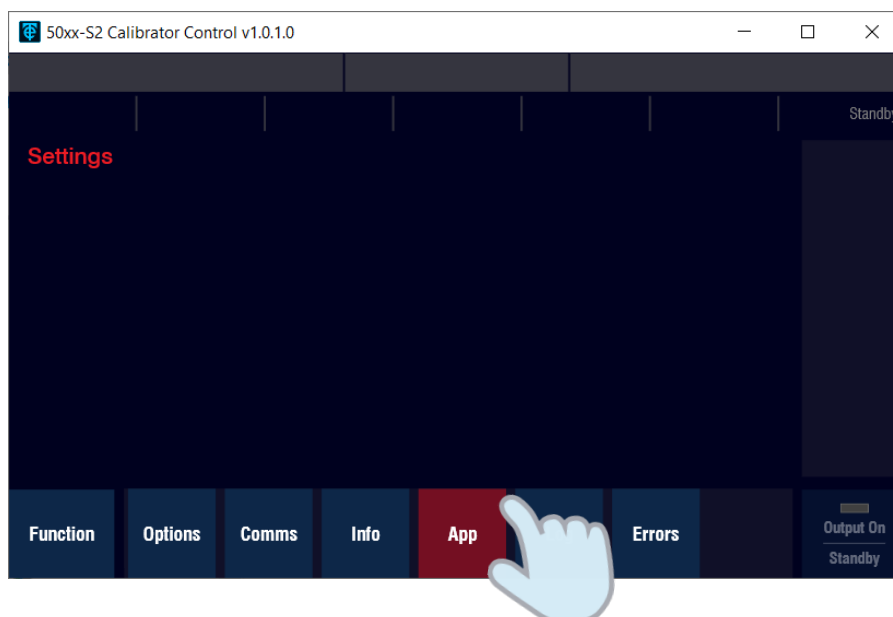 50xx-S2 Calibrator Control v1.0.1.0
Standby
Settings
Function Options Comms Info App Errors
Output On
Standby